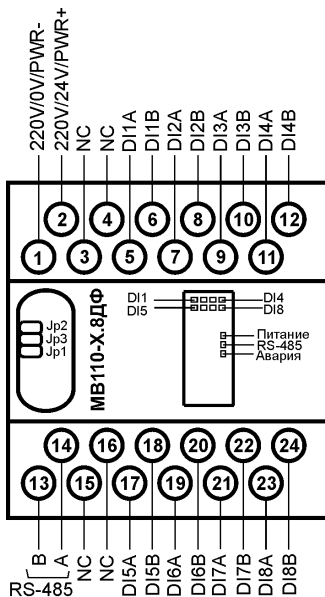 220V/0V/PWR-
220V/24V/PWR+
NC
NC
DI1A
DI1B
DI2A
DI2B
DI3A
DI3B
DI4A
DI4B
2 4 6 8 10 12
1 3 5 7 9 11
Jp2
Jp3
Jp1
МВ110-Х.8ДФ
DI1 DI4
DI5 DI8
Питание
RS-485
Авария
14 16 18 20 22 24
13 15 17 19 21 23
B
A
RS-485
NC
NC
DI5A
DI5B
DI6A
DI6B
DI7A
DI7B
DI8A
DI8B